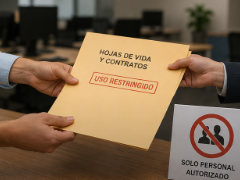 HOJAS DE VIDA
Y CONTRATOS
USO RESTRINGIDO
SOLO PERSONAL
AUTORIZADO